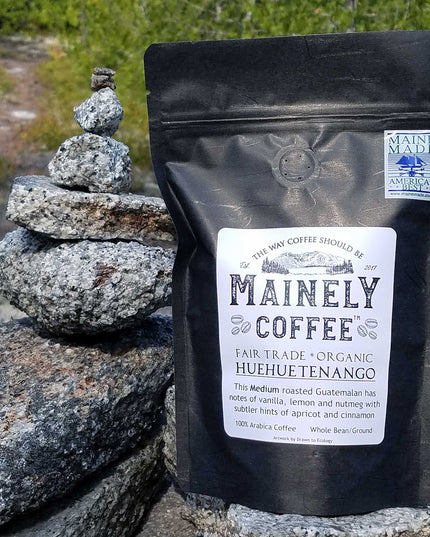 MAINE
MADE
AMERICA'S
BEST
THE WAY COFFEE SHOULD BE
Est. 2017
MAINELY
COFFEE™
FAIR TRADE * ORGANIC
HUEHUETENANGO
This Medium roasted Guatemalan has
notes of vanilla, lemon and nutmeg with
subtler hints of apricot and cinnamon
100% Arabica Coffee Whole Bean/Ground
Artwork by Drawn to Ecology